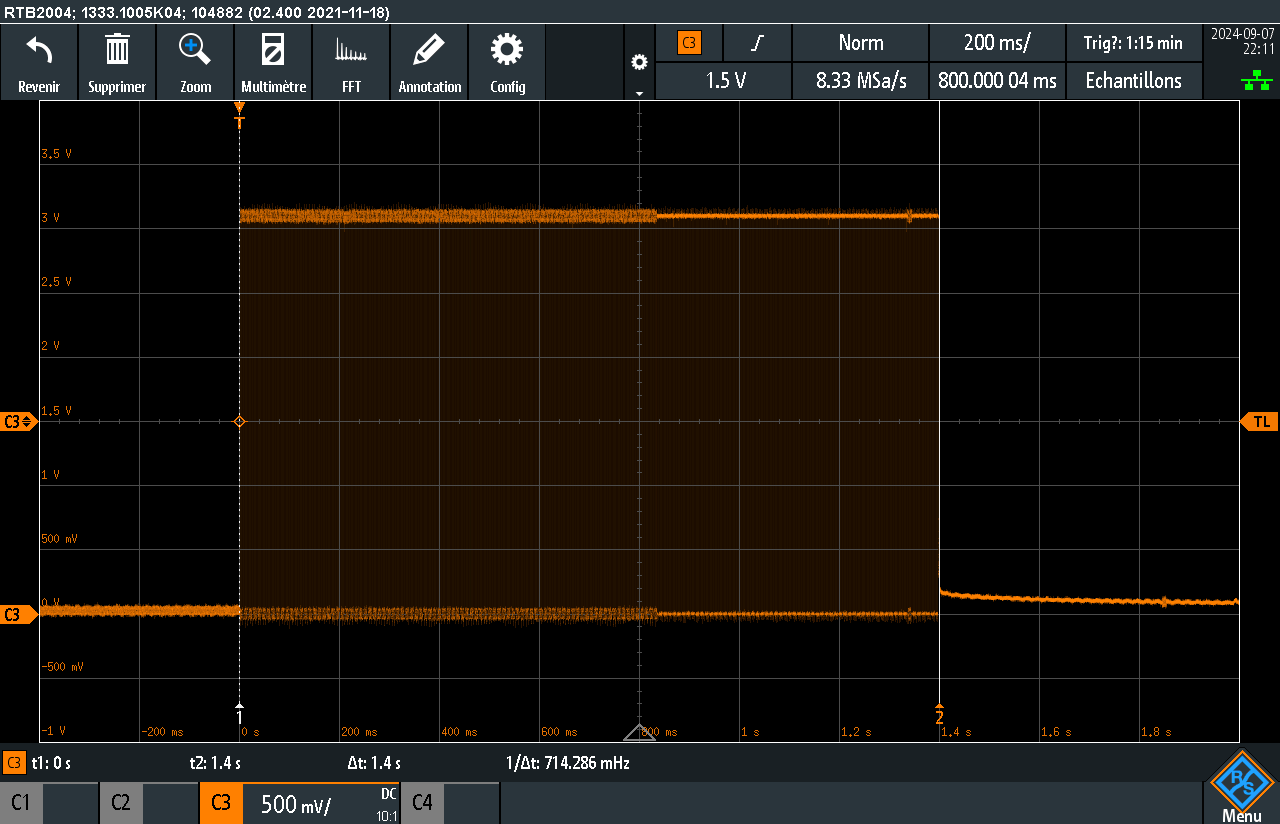 RTB2004; 1333.1005K04; 104882 (02.400 2021-11-18)
Revenir
Supprimer
Zoom
Multimètre
FFT
Annotation
Config
C3
Norm
200 ms/
Trig?: 1:15 min
2024-09-07
22:11
1.5 V
8.33 MSa/s
800.000 04 ms
Echantillons
T
3.5 V
3 V
2.5 V
2 V
1.5 V
C3
TL
1 V
500 mV
0 V
C3
-500 mV
-1 V
1
2
-200 ms
0 s
200 ms
400 ms
600 ms
800 ms
1 s
1.2 s
1.4 s
1.6 s
1.8 s
C3 t1: 0 s t2: 1.4 s Δt: 1.4 s 1/Δt: 714.286 mHz
C1
C2
C3
500 mV/
DC
10:1
C4
R S
Menu